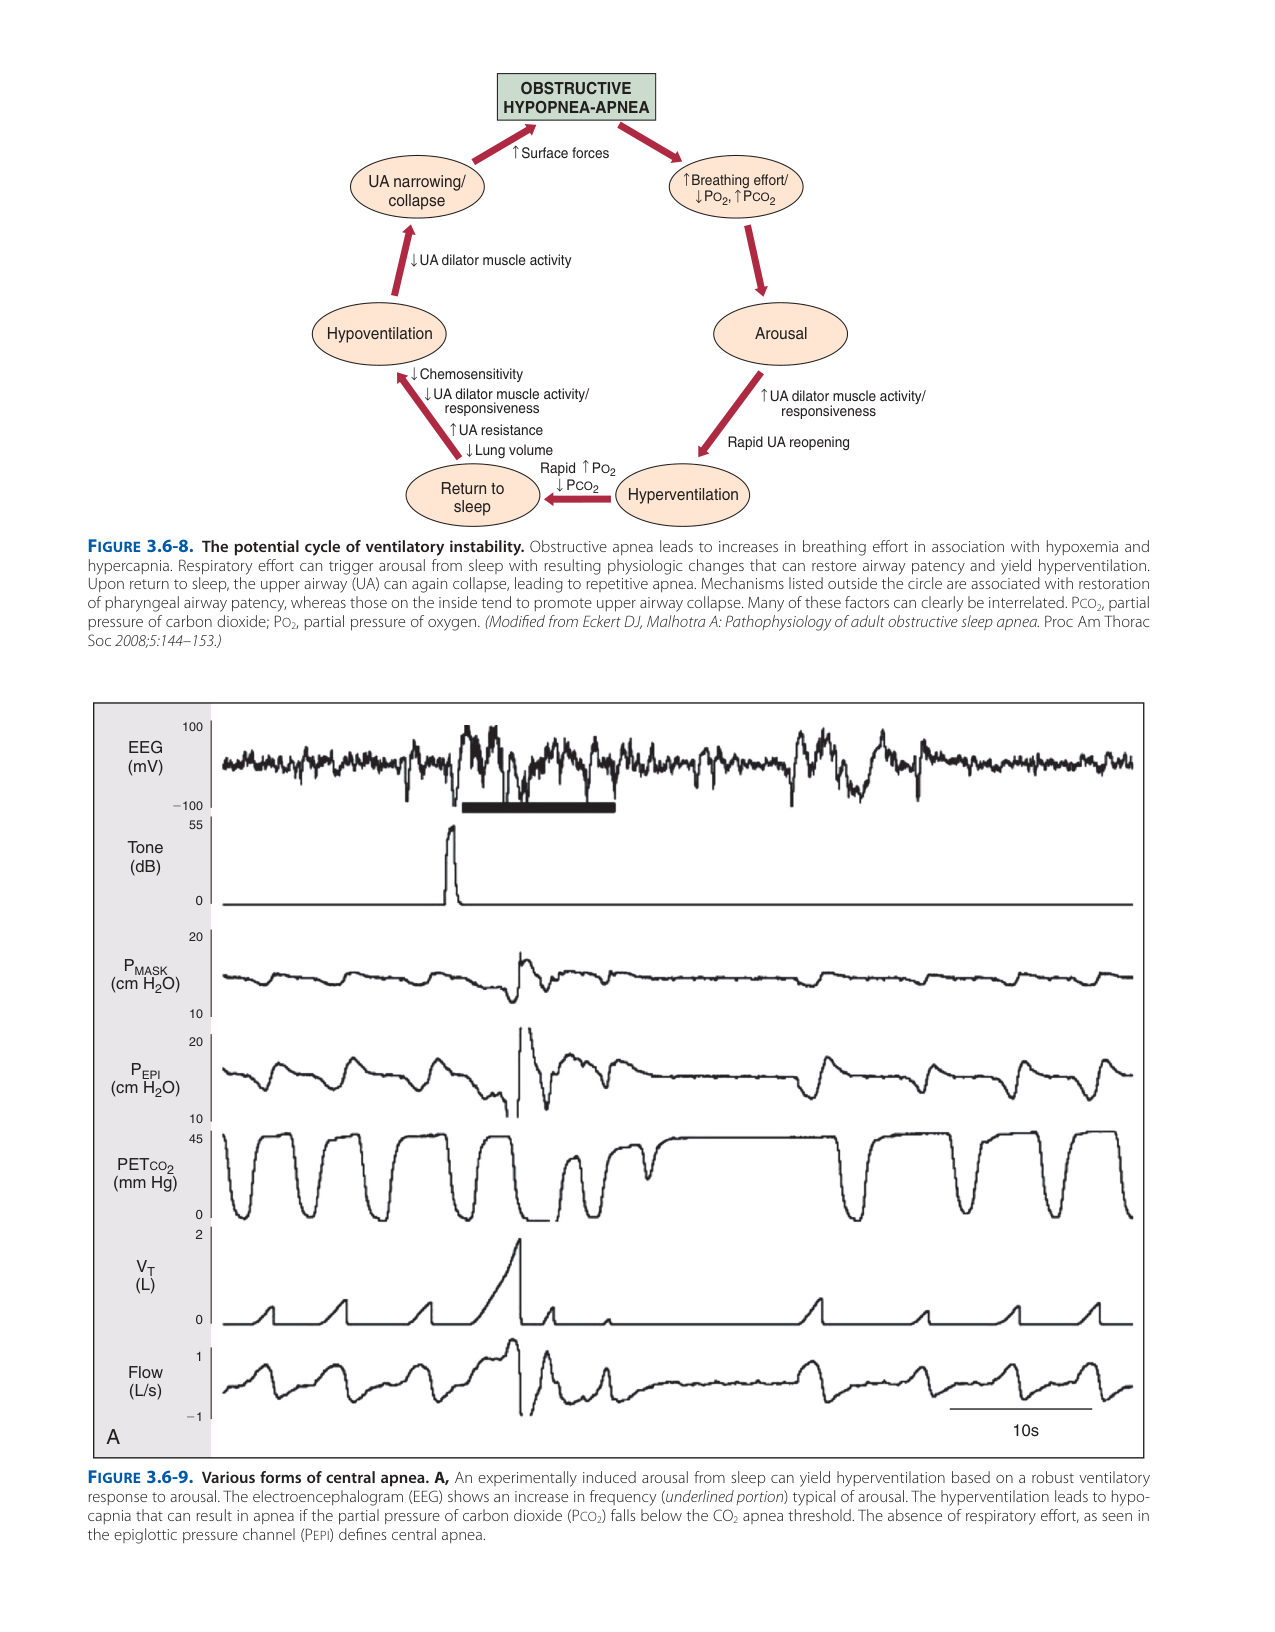 OBSTRUCTIVE
HYPOPNEA-APNEA
↑Surface forces
UA narrowing/
collapse
↑Breathing effort/
↓PO2, ↑PCO2
↓UA dilator muscle activity
Hypoventilation
Arousal
↓Chemosensitivity
↓UA dilator muscle activity/
responsiveness
↑UA resistance
↓Lung volume
↑UA dilator muscle activity/
responsiveness
Rapid UA reopening
Rapid ↑PO2
↓PCO2
Return to
sleep
Hyperventilation
FIGURE 3.6-8. The potential cycle of ventilatory instability. Obstructive apnea leads to increases in breathing effort in association with hypoxemia and
hypercapnia. Respiratory effort can trigger arousal from sleep with resulting physiologic changes that can restore airway patency and yield hyperventilation.
Upon return to sleep, the upper airway (UA) can again collapse, leading to repetitive apnea. Mechanisms listed outside the circle are associated with restoration
of pharyngeal airway patency, whereas those on the inside tend to promote upper airway collapse. Many of these factors can clearly be interrelated. PCO2, partial
pressure of carbon dioxide; PO2, partial pressure of oxygen. (Modified from Eckert DJ, Malhotra A: Pathophysiology of adult obstructive sleep apnea. Proc Am Thorac
Soc 2008;5:144–153.)
100
EEG
(mV)
−100
55
Tone
(dB)
0
20
PMASK
(cm H2O)
10
20
PEPI
(cm H2O)
10
45
PETCO2
(mm Hg)
0
2
VT
(L)
0
1
Flow
(L/s)
−1
10s
A
FIGURE 3.6-9. Various forms of central apnea. A, An experimentally induced arousal from sleep can yield hyperventilation based on a robust ventilatory
response to arousal. The electroencephalogram (EEG) shows an increase in frequency (underlined portion) typical of arousal. The hyperventilation leads to hypo-
capnia that can result in apnea if the partial pressure of carbon dioxide (PCO2) falls below the CO2 apnea threshold. The absence of respiratory effort, as seen in
the epiglottic pressure channel (PEPI) defines central apnea.